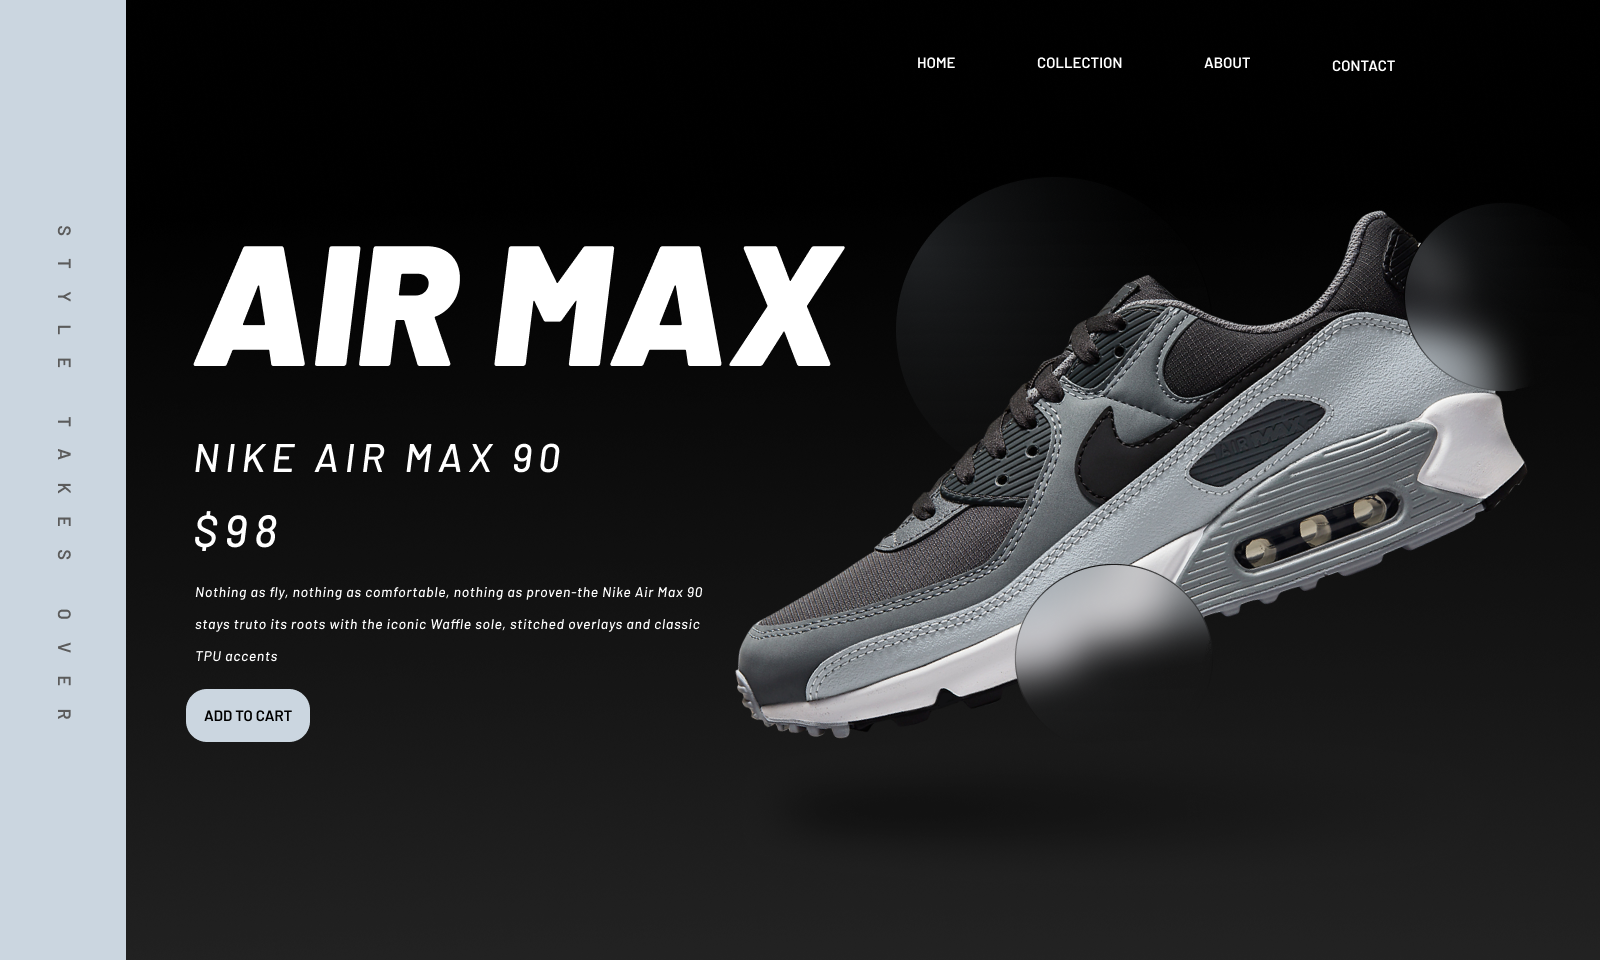 HOME COLLECTION ABOUT CONTACT
STYLE TAKES OVER
AIR MAX
NIKE AIR MAX 90
$98
Nothing as fly, nothing as comfortable, nothing as proven-the Nike Air Max 90
stays truto its roots with the iconic Waffle sole, stitched overlays and classic
TPU accents
ADD TO CART
AIR MAX